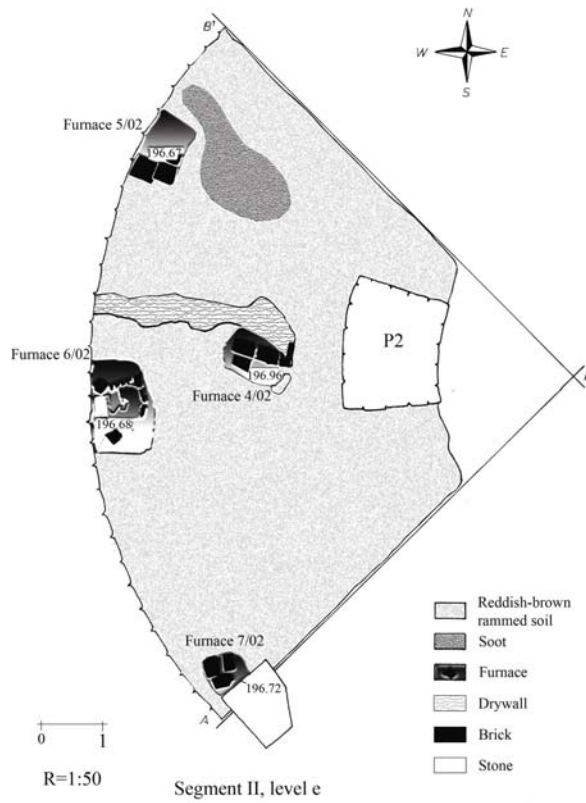 B'
N
W
E
S
Furnace 5/02
196.67
Furnace 6/02
196.68
196.96
Furnace 4/02
P2
Furnace 7/02
196.72
A
0
1
R=1:50
Segment II, level e
Reddish-brown
rammed soil
Soot
Furnace
Drywall
Brick
Stone